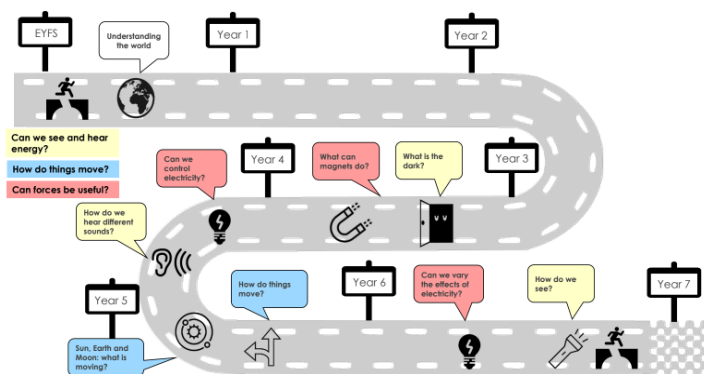 EYFS
Understanding
the world
Year 1
Year 2
Can we see and hear
energy?
How do things move?
Can forces be useful?
Can we
control
electricity?
Year 4
What can
magnets do?
What is the
dark?
Year 3
How do we
hear different
sounds?
Year 5
Sun, Earth and
Moon: what is
moving?
How do things
move?
Year 6
Can we vary
the effects of
electricity?
How do we
see?
Year 7